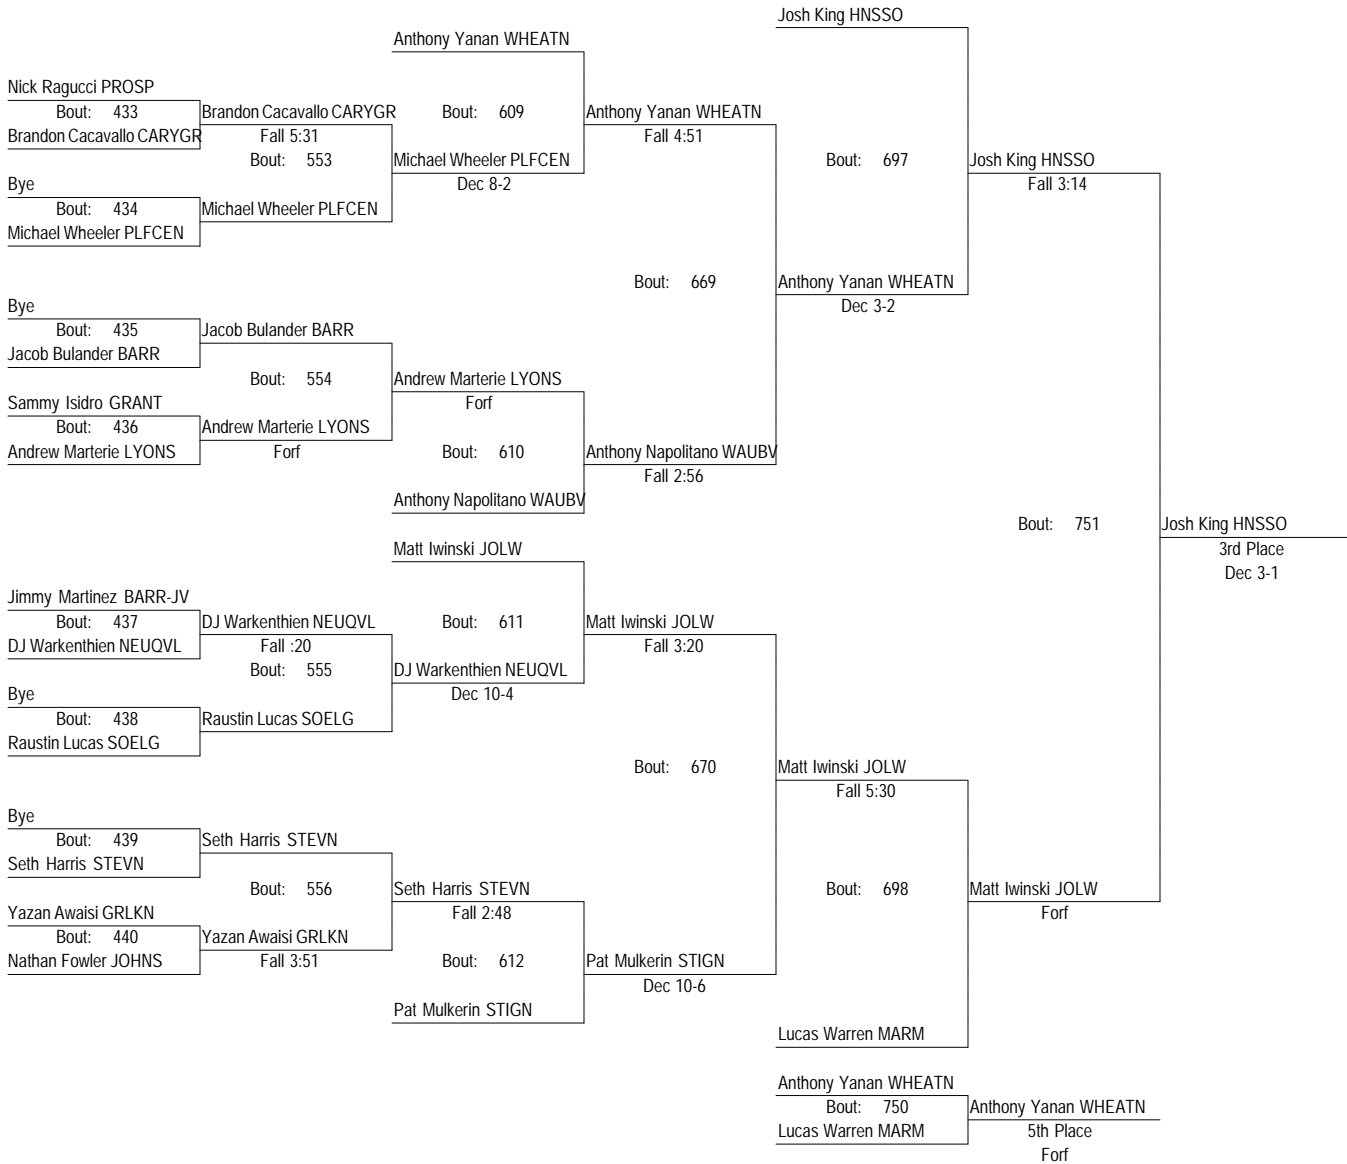 Josh King HNSSO
Anthony Yanan WHEATN
Nick Ragucci PROSP
Bout: 433
Brandon Cacavallo CARYGR
Brandon Cacavallo CARYGR
Fall 5:31
Bout: 553
Bye
Bout: 434
Michael Wheeler PLFCEN
Michael Wheeler PLFCEN
Bout: 609
Michael Wheeler PLFCEN
Dec 8-2
Anthony Yanan WHEATN
Fall 4:51
Bout: 697
Josh King HNSSO
Fall 3:14
Bout: 669
Anthony Yanan WHEATN
Dec 3-2
Bye
Bout: 435
Jacob Bulander BARR
Jacob Bulander BARR
Bout: 554
Sammy Isidro GRANT
Bout: 436
Andrew Marterie LYONS
Andrew Marterie LYONS
Forf
Andrew Marterie LYONS
Forf
Bout: 610
Anthony Napolitano WAUBV
Anthony Napolitano WAUBV
Fall 2:56
Bout: 751
Josh King HNSSO
3rd Place
Dec 3-1
Matt Iwinski JOLW
Jimmy Martinez BARR-JV
Bout: 437
DJ Warkenthien NEUQVL
DJ Warkenthien NEUQVL
Fall :20
Bout: 555
Bye
Bout: 438
Raustin Lucas SOELG
Raustin Lucas SOELG
Bout: 611
DJ Warkenthien NEUQVL
Dec 10-4
Matt Iwinski JOLW
Fall 3:20
Bout: 670
Matt Iwinski JOLW
Fall 5:30
Bye
Bout: 439
Seth Harris STEVN
Seth Harris STEVN
Bout: 556
Yazan Awaisi GRLKN
Bout: 440
Nathan Fowler JOHNS
Yazan Awaisi GRLKN
Fall 3:51
Seth Harris STEVN
Fall 2:48
Bout: 612
Pat Mulkerin STIGN
Pat Mulkerin STIGN
Dec 10-6
Bout: 698
Matt Iwinski JOLW
Forf
Lucas Warren MARM
Anthony Yanan WHEATN
Bout: 750
Lucas Warren MARM
Anthony Yanan WHEATN
5th Place
Forf